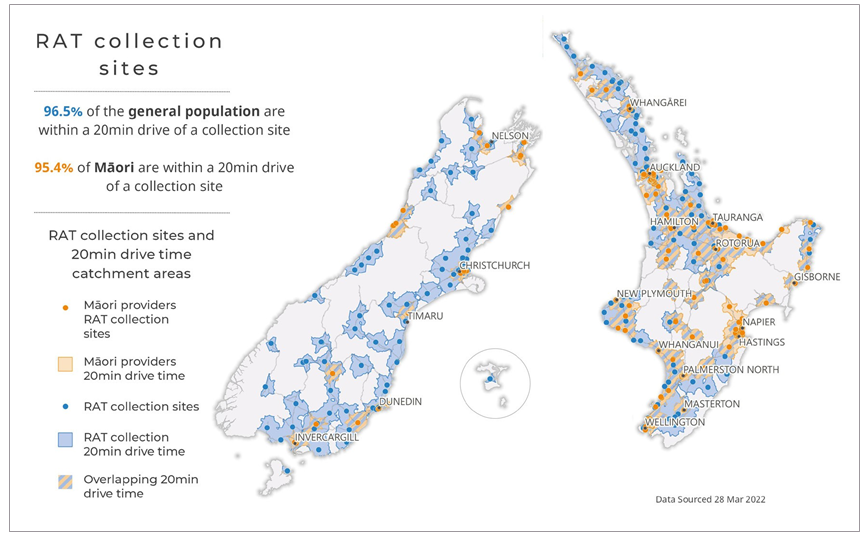 RAT collection
sites
96.5% of the general population are
within a 20min drive of a collection site
95.4% of Māori are within a 20min drive
of a collection site
RAT collection sites and
20min drive time
catchment areas
Māori providers
RAT collection
sites
Māori providers
20min drive time
RAT collection sites
RAT collection
20min drive time
Overlapping 20min
drive time
NELSON
CHRISTCHURCH
TIMARU
DUNEDIN
INVERCARGILL
WHANGĀREI
AUCKLAND
HAMILTON
TAURANGA
ROTORUA
GISBORNE
NEW PLYMOUTH
NAPIER
HASTINGS
WHANGANUI
PALMERSTON NORTH
MASTERTON
WELLINGTON
Data Sourced 28 Mar 2022